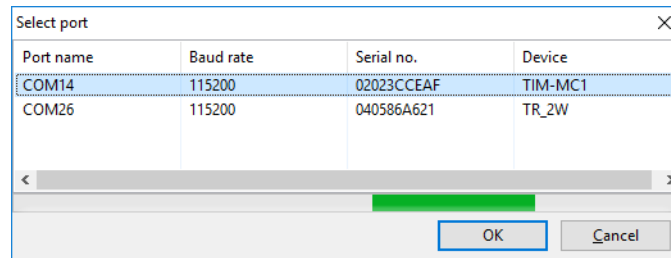 Select port
Port name Baud rate Serial no. Device
COM14 115200 02023CCEAF TIM-MC1
COM26 115200 040586A621 TR_2W
OK Cancel